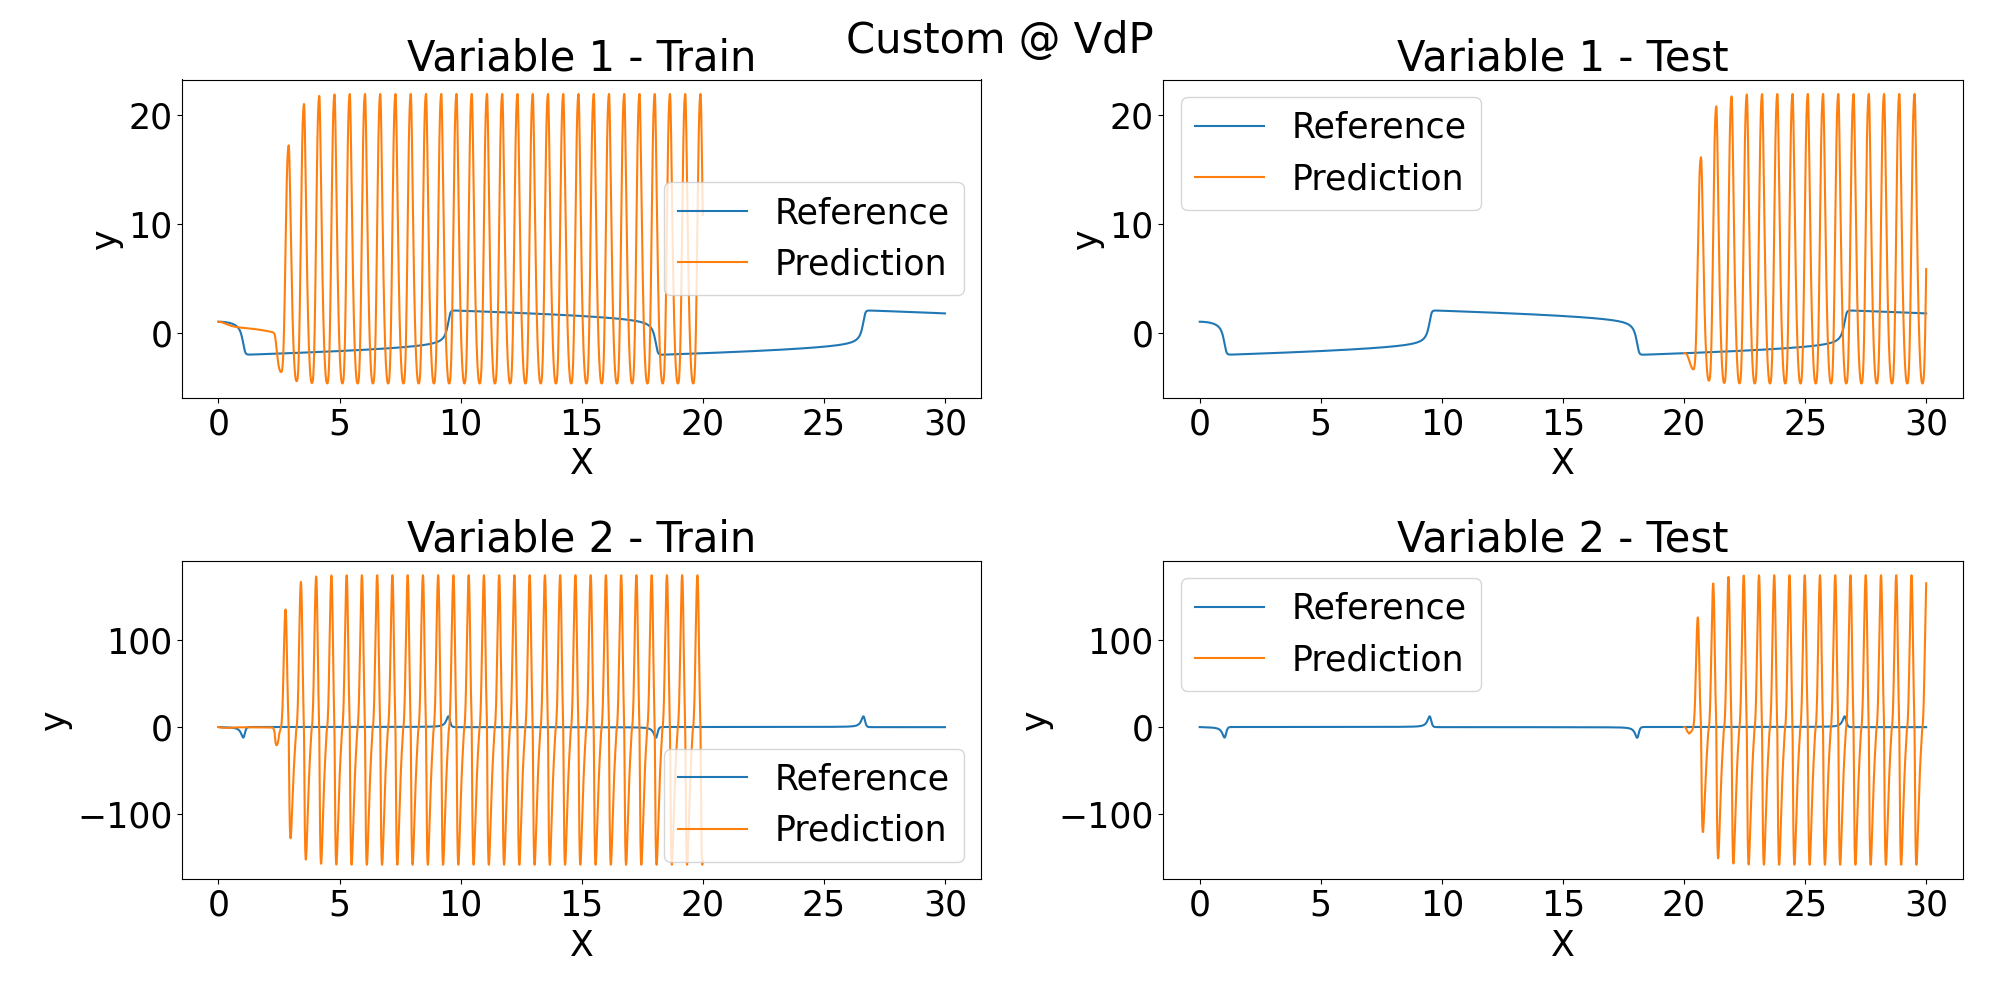 Custom @ VdP
Variable 1 - Train
y
20
10
0
Reference
Prediction
0 5 10 15 20 25 30
X
Variable 1 - Test
y
20
10
0
Reference
Prediction
0 5 10 15 20 25 30
X
Variable 2 - Train
y
100
0
−100
Reference
Prediction
0 5 10 15 20 25 30
X
Variable 2 - Test
y
100
0
−100
Reference
Prediction
0 5 10 15 20 25 30
X